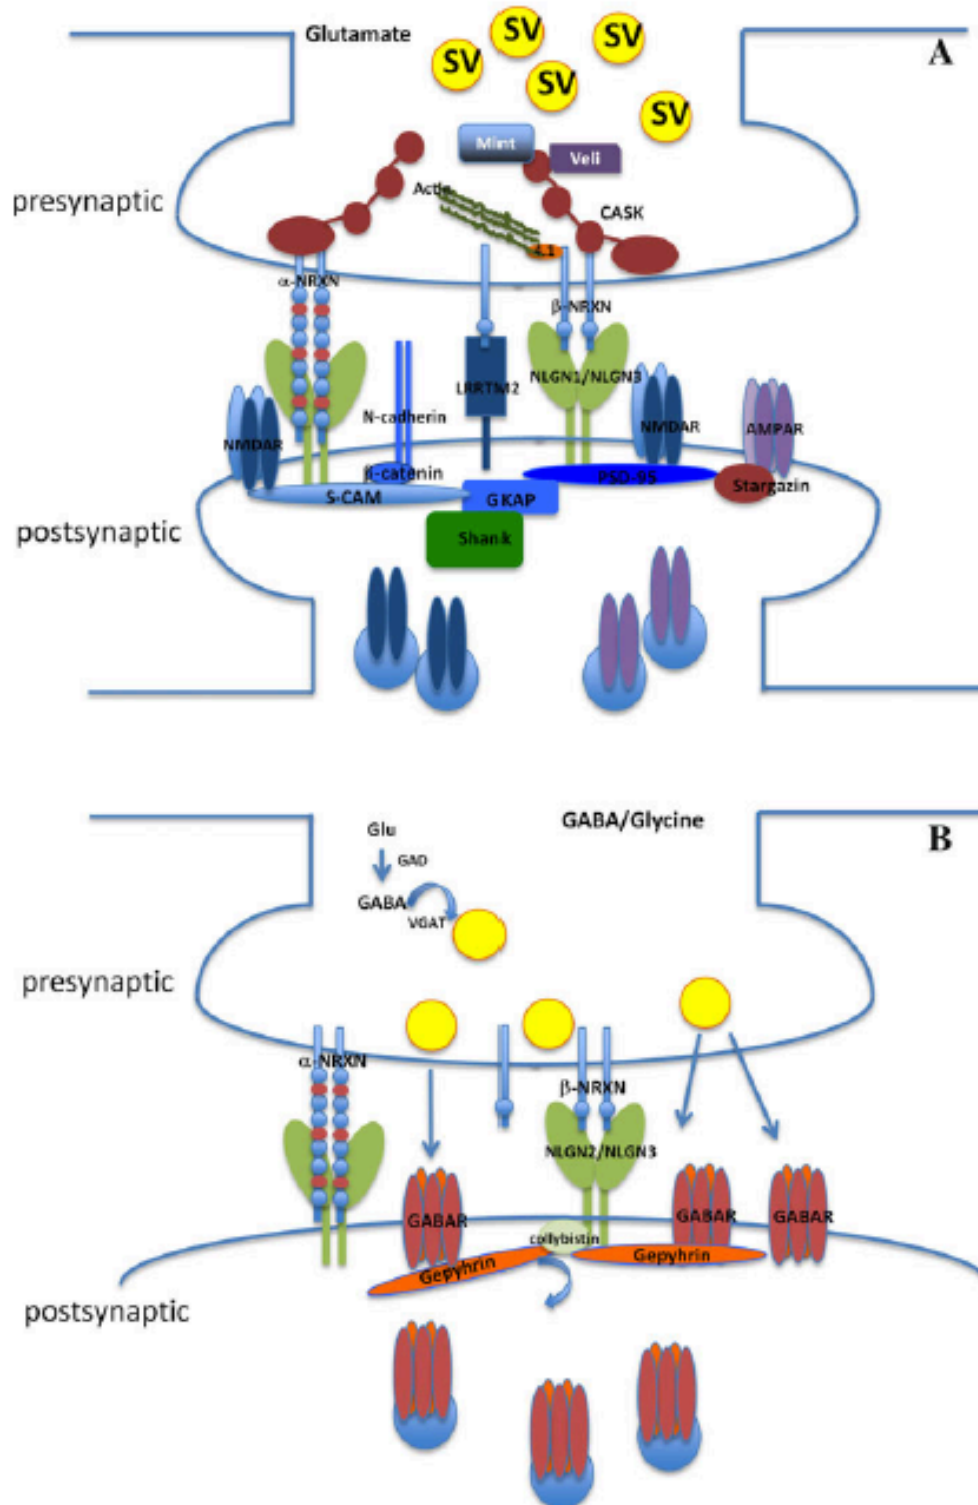 Glutamate
SV
SV
SV
SV
SV
A
Mint
Veli
presynaptic
Actin
CASK
4.1
α-NRXN
β-NRXN
LRRTM2
NLGN1/NLGN3
N-cadherin
NMDAR
NMDAR
AMPAR
β-catenin
PSD-95
Stargazin
S-CAM
GKAP
postsynaptic
Shank
Glu
GABA/Glycine
B
GAD
GABA
VGAT
presynaptic
α-NRXN
β-NRXN
NLGN2/NLGN3
GABAR
GABAR
GABAR
collybistin
Gepyhrin
Gepyhrin
postsynaptic